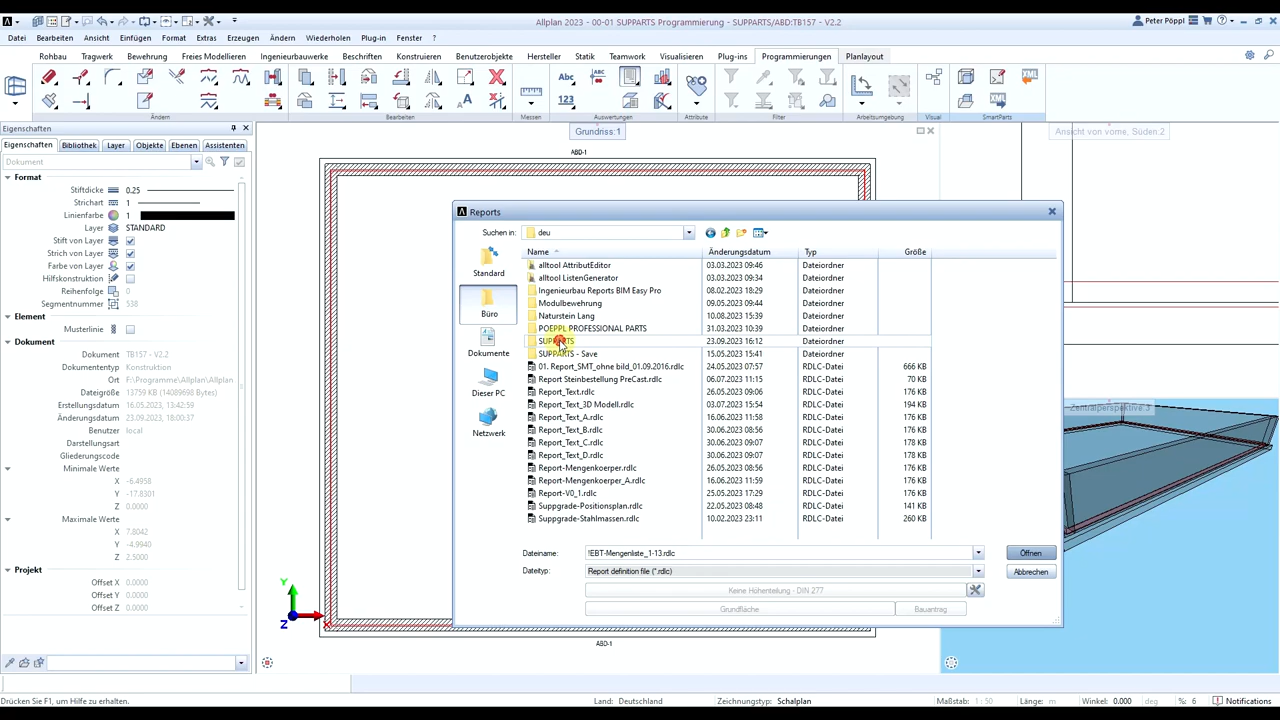 Allplan 2023 - 00-01 SUPPARTS Programmierung - SUPPARTS/ABD:TB157 - V2.2
Peter Pöppl
Datei Bearbeiten Ansicht Einfügen Format Extras Erzeugen Ändern Wiederholen Plug-in Fenster ?
Rohbau Tragwerk Bewehrung Freies Modellieren Ingenieurbauwerke Beschriften Konstruieren Benutzerobjekte Hersteller Statik Teamwork Visualisieren Plug-ins Programmierungen Planlayout
Abc ABC XML
123
Ändern Bearbeiten Messen Auswertungen Attribute Filter Arbeitsumgebung Visual SmartParts
Eigenschaften
Grundriss:1
Ansicht von vorne, Süden:2
Eigenschaften Bibliothek Layer Objekte Ebenen Assistenten
Dokument
Format
Stiftdicke 0.25
Strichart 1
Linienfarbe 1
Layer STANDARD
Stift von Layer
Strich von Layer
Farbe von Layer
Hilfskonstruktion
Reihenfolge 0
Segmentnummer 538
Element
Musterlinie
Dokument
Dokument TB157 - V2.2
Dokumententyp Konstruktion
Ort F:\Programme\Allplan\Allplan\
Größe 13759 KB (14089698 Bytes)
Erstellungsdatum 16.05.2023, 13:42:59
Änderungsdatum 23.09.2023, 18:00:37
Benutzer local
Darstellungsart
Gliederungscode
Minimale Werte
X -6.4958
Y -17.8301
Z 0.0000
Maximale Werte
X 7.8042
Y -4.9940
Z 2.5000
Projekt
Offset X 0.0000
Offset Y 0.0000
Offset Z 0.0000
ABD-1
Reports
Suchen in: deu
Name Änderungsdatum Typ Größe
Standard
Büro
Dokumente
Dieser PC
Netzwerk
alltool AttributEditor 03.03.2023 09:46 Dateiordner
alltool ListenGenerator 03.03.2023 09:34 Dateiordner
Ingenieurbau Reports BIM Easy Pro 08.02.2023 18:29 Dateiordner
Modulbewehrung 09.05.2023 09:44 Dateiordner
Naturstein Lang 10.08.2023 15:39 Dateiordner
POEPPL PROFESSIONAL PARTS 31.03.2023 10:39 Dateiordner
SUPPARTS 23.09.2023 16:12 Dateiordner
SUPPARTS - Save 15.05.2023 15:41 Dateiordner
01. Report_SMT_ohne bild_01.09.2016.rdlc 24.05.2023 07:57 RDLC-Datei 666 KB
Report Steinbestellung PreCast.rdlc 06.07.2023 11:15 RDLC-Datei 70 KB
Report_Text.rdlc 26.05.2023 09:06 RDLC-Datei 176 KB
Report_Text_3D Modell.rdlc 03.07.2023 15:54 RDLC-Datei 194 KB
Report_Text_A.rdlc 16.06.2023 11:58 RDLC-Datei 176 KB
Report_Text_B.rdlc 30.06.2023 08:56 RDLC-Datei 176 KB
Report_Text_C.rdlc 30.06.2023 09:07 RDLC-Datei 178 KB
Report_Text_D.rdlc 30.06.2023 09:07 RDLC-Datei 178 KB
Report-Mengenkoerper.rdlc 26.05.2023 08:56 RDLC-Datei 176 KB
Report-Mengenkoerper_A.rdlc 16.06.2023 11:59 RDLC-Datei 176 KB
Report-V0_1.rdlc 25.05.2023 17:29 RDLC-Datei 176 KB
Suppgrade-Positionsplan.rdlc 22.05.2023 08:48 RDLC-Datei 141 KB
Suppgrade-Stahlmassen.rdlc 10.02.2023 23:11 RDLC-Datei 260 KB
Dateiname: !EBT-Mengenliste_1-13.rdlc Öffnen
Dateityp: Report definition file (*.rdlc) Abbrechen
Keine Höhenteilung - DIN 277
Grundfläche Bauantrag
Zentralperspektive:3
Y
Z
X
ABD-1
Drücken Sie F1, um Hilfe zu erhalten. Land: Deutschland Zeichnungstyp: Schalplan Maßstab: 1 : 50 Länge: m Winkel: 0.000 deg %: 6 Notifications